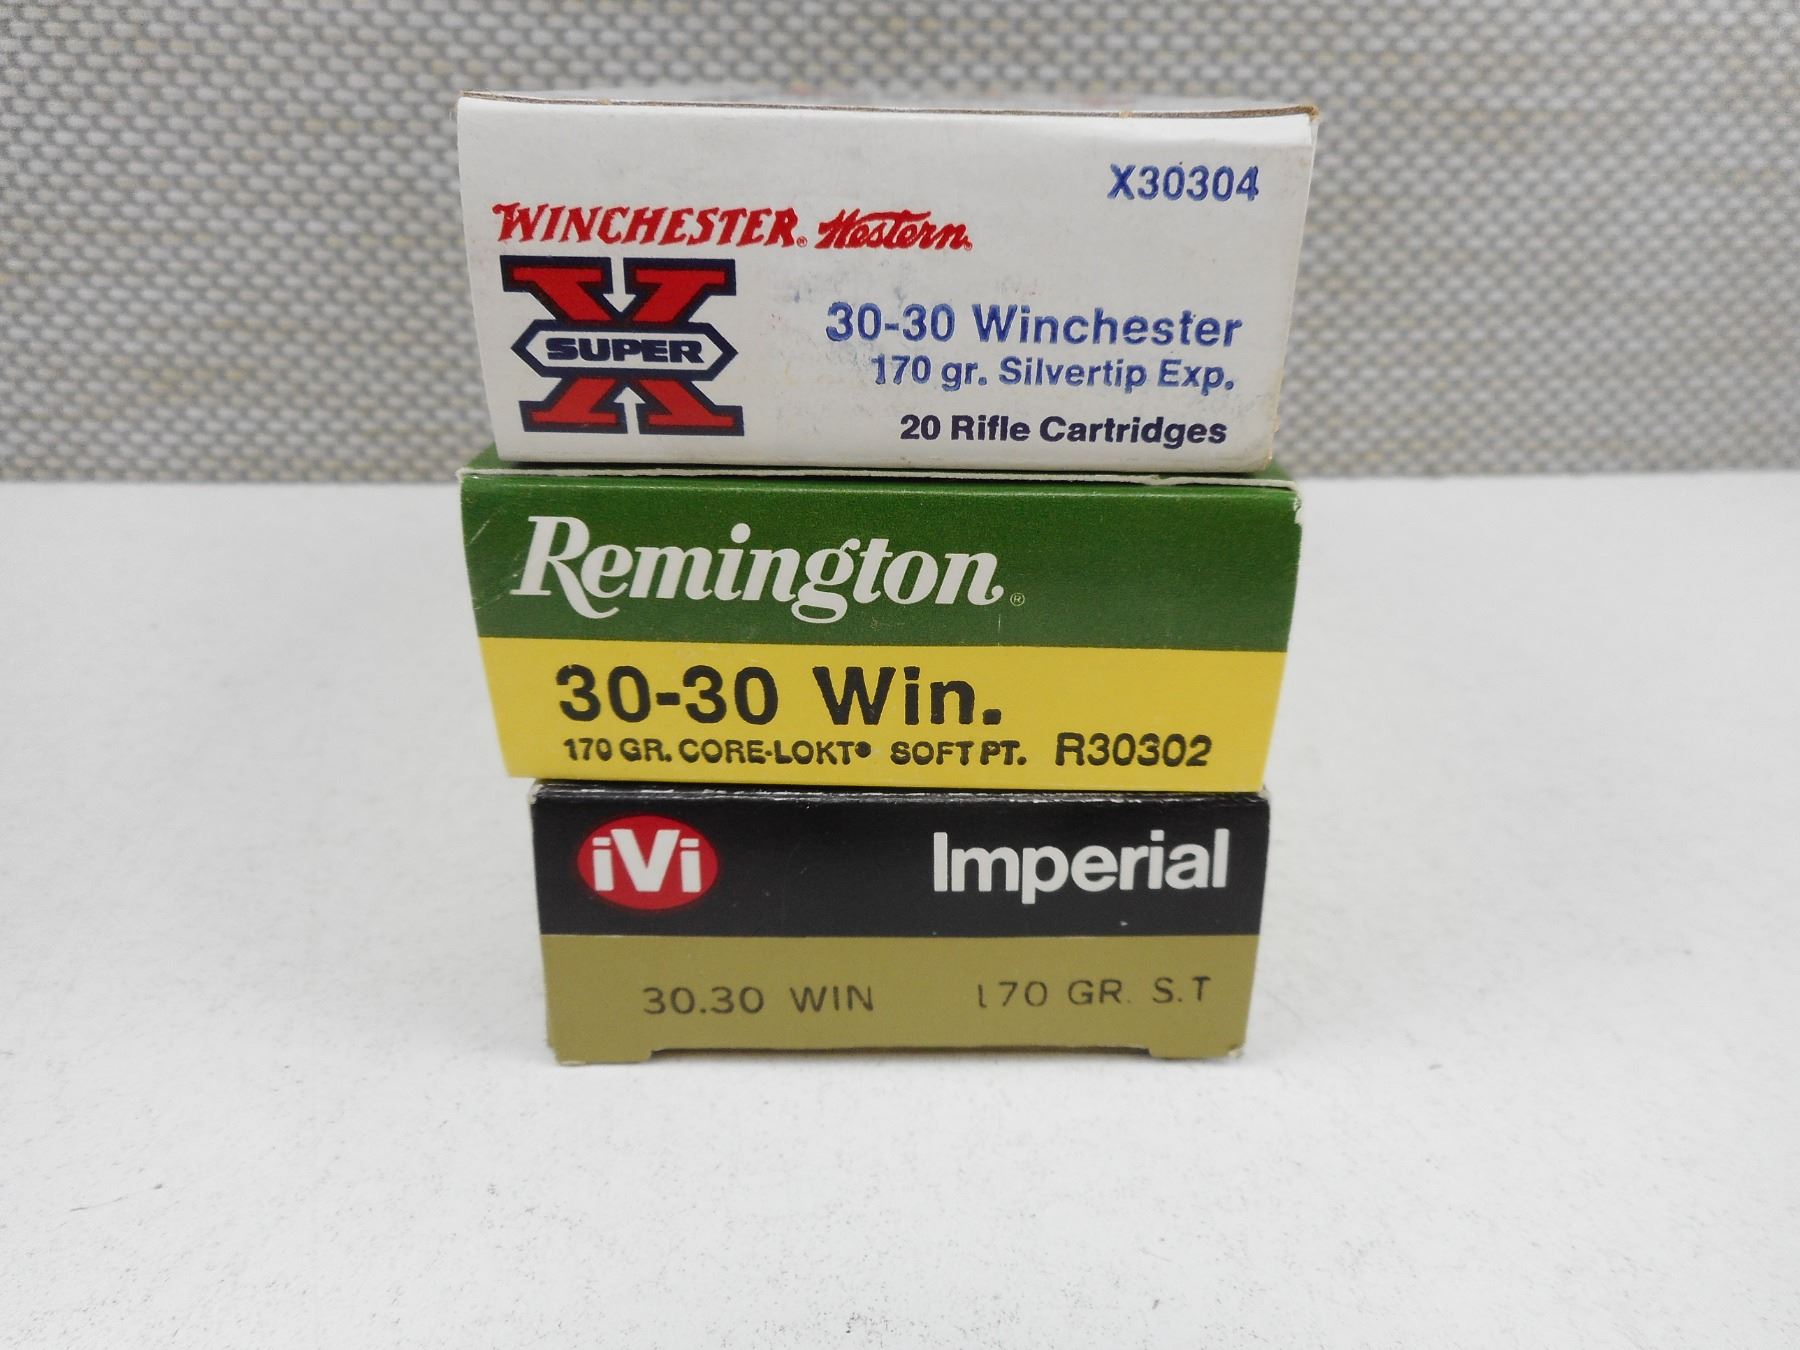 X30304
WINCHESTER® Western®
X SUPER
30-30 Winchester
170 gr. Silvertip Exp.
20 Rifle Cartridges
Remington®
30-30 Win.
170 GR. CORE-LOKT® SOFT PT. R30302
iVi Imperial
30.30 WIN 170 GR. S.T